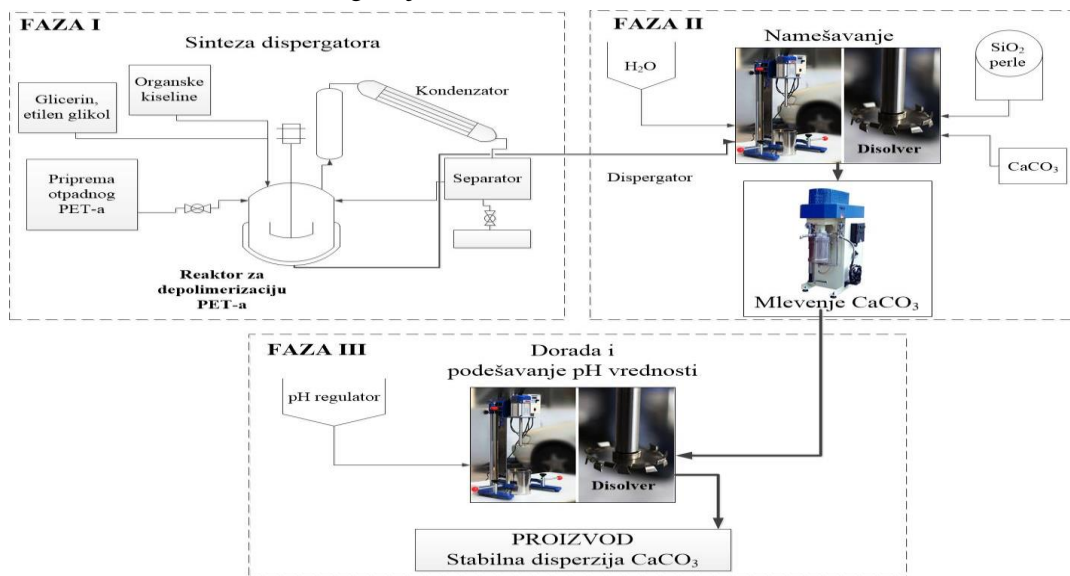 FAZA I
Sinteza dispergatora
Organske
kiseline
Glicerin,
etilen glikol
Kondenzator
Priprema
otpadnog
PET-a
Separator
Reaktor za
depolimerizaciju
PET-a
FAZA II
Namešavanje
H₂O
SiO₂
perle
Disolver
CaCO₃
Dispergator
Mlevenje CaCO₃
FAZA III
Dorada i
podešavanje pH vrednosti
pH regulator
Disolver
PROIZVOD
Stabilna disperzija CaCO₃